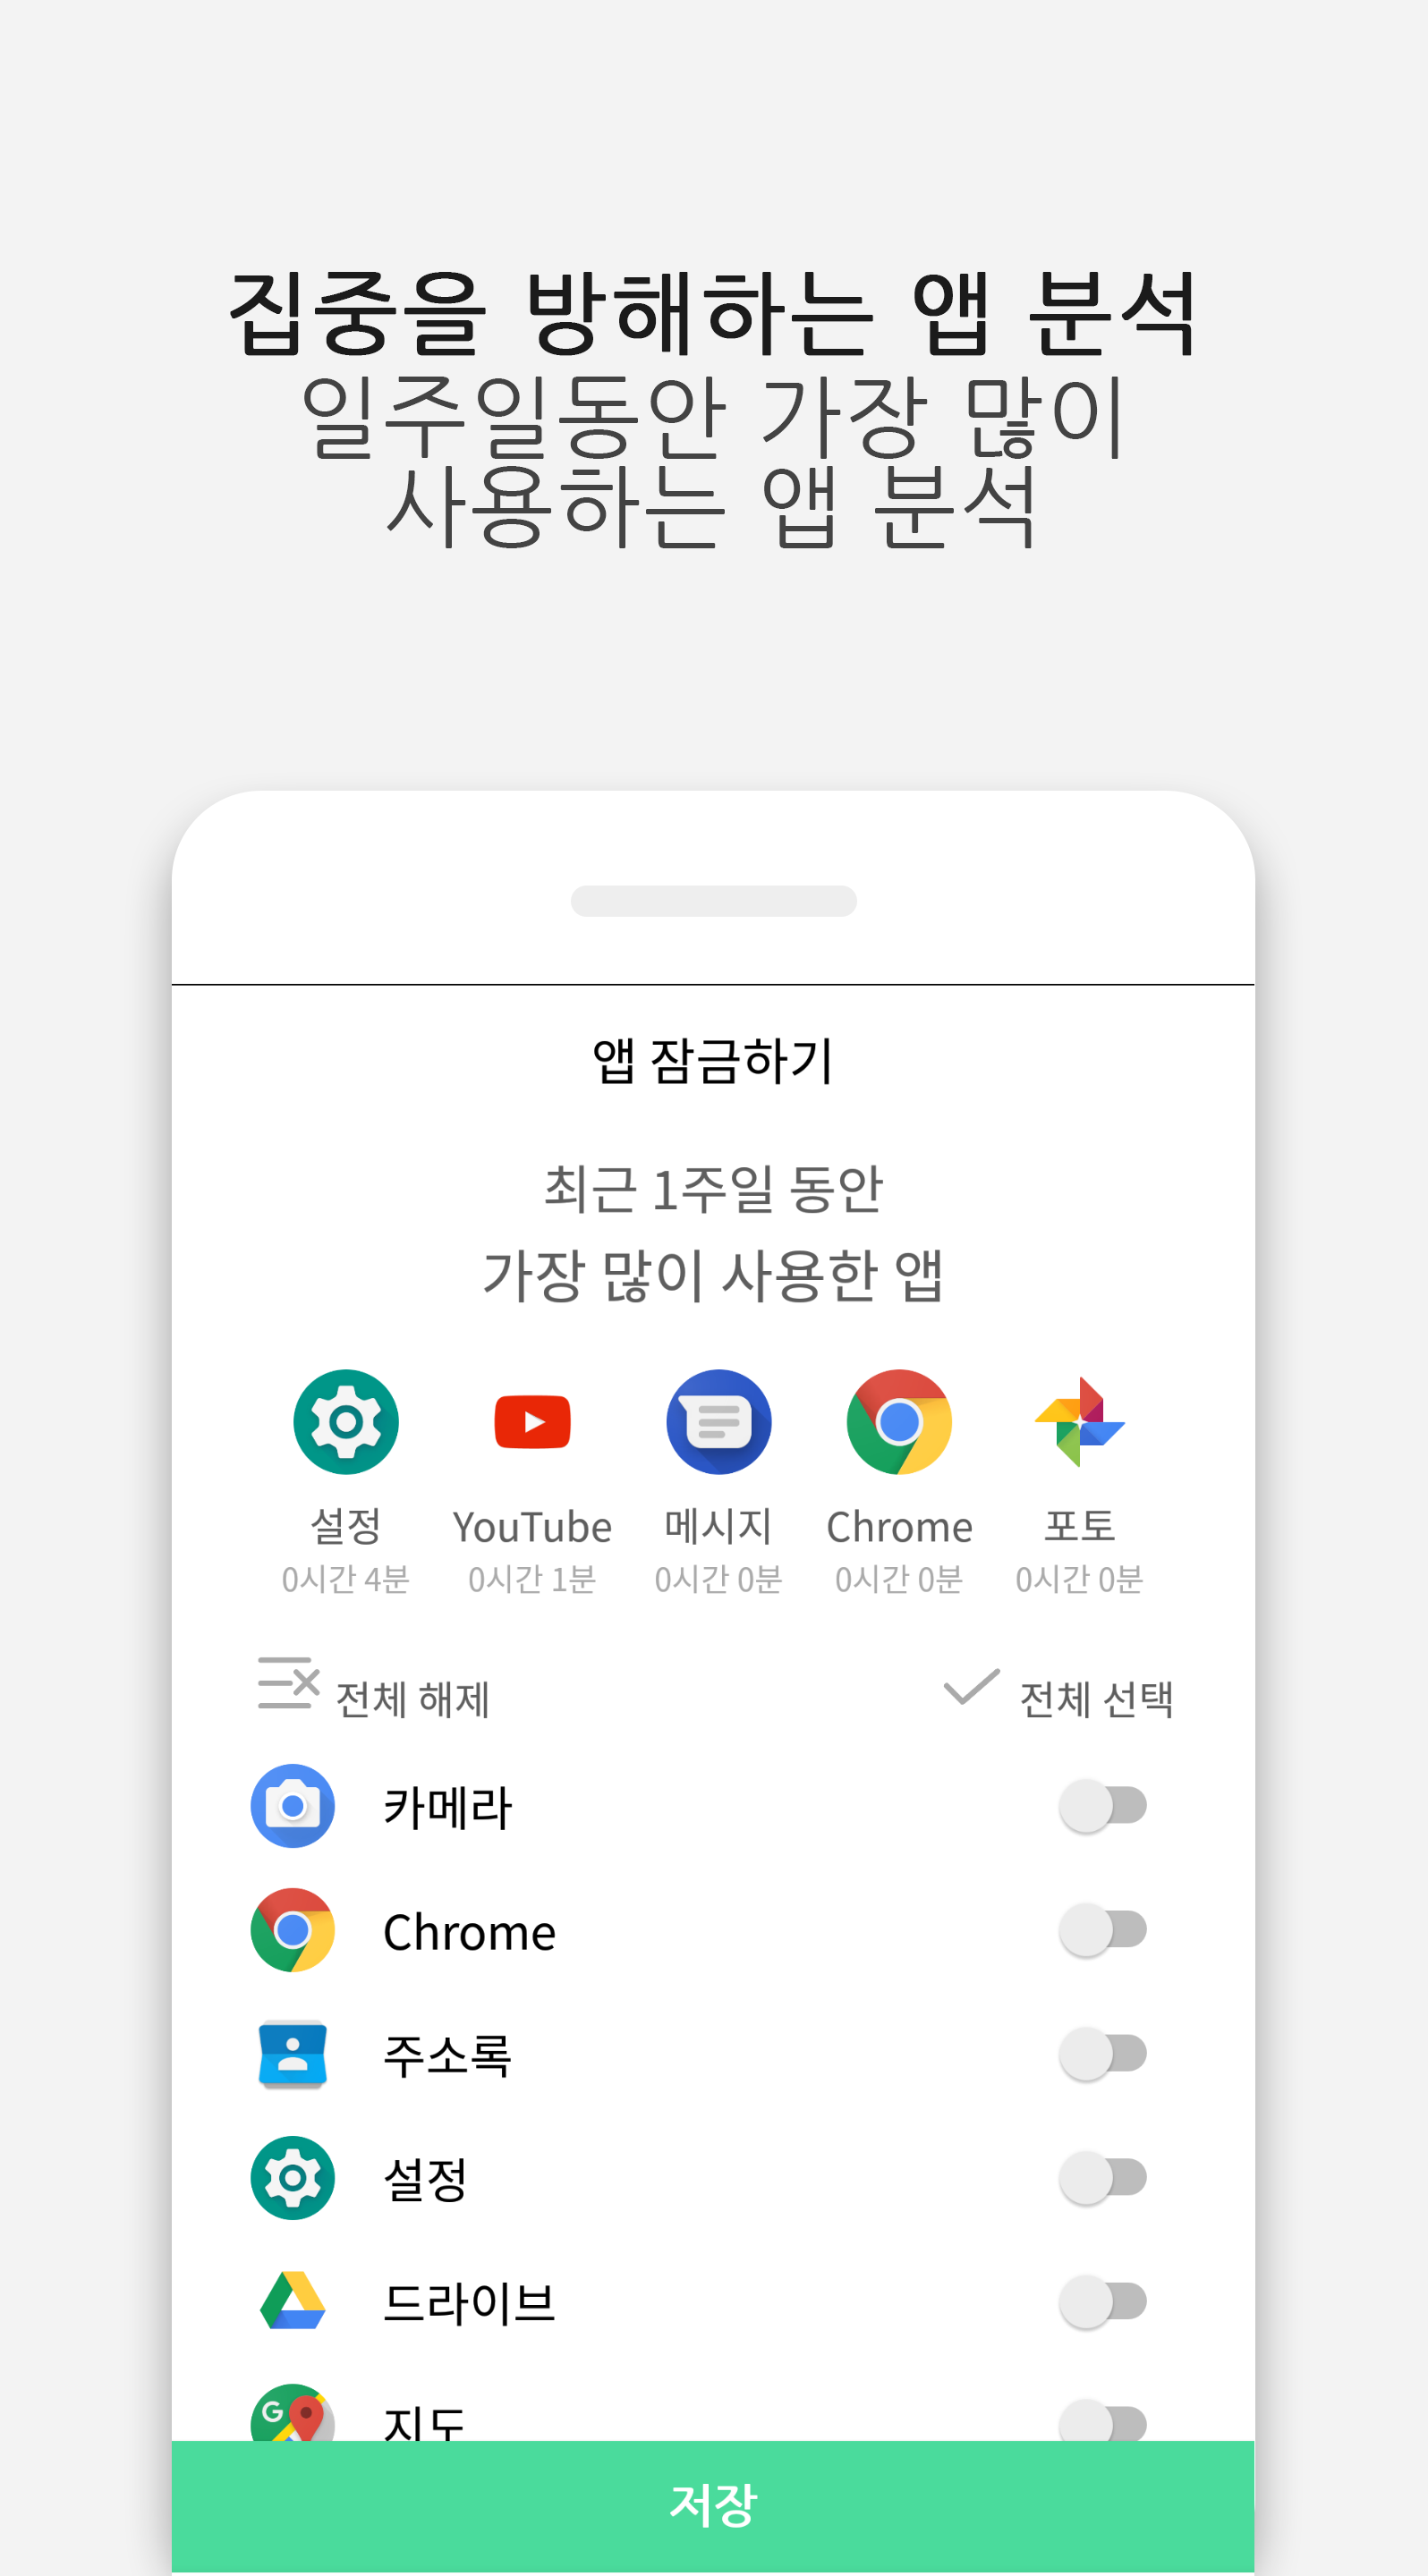 집중을 방해하는 앱 분석
일주일동안 가장 많이
사용하는 앱 분석
앱 잠금하기
최근 1주일 동안
가장 많이 사용한 앱
설정 YouTube 메시지 Chrome 포토
0시간 4분 0시간 1분 0시간 0분 0시간 0분 0시간 0분
전체 해제 전체 선택
카메라
Chrome
주소록
설정
드라이브
G
지도
저장